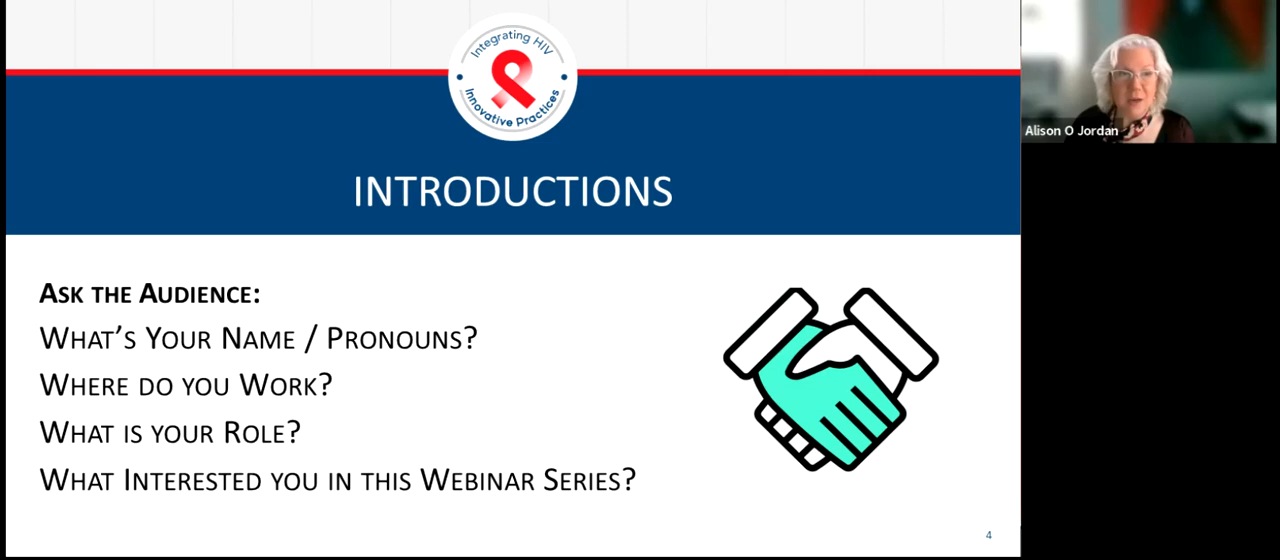 Integrating HIV
Innovative Practices
INTRODUCTIONS
ASK THE AUDIENCE:
WHAT'S YOUR NAME / PRONOUNS?
WHERE DO YOU WORK?
WHAT IS YOUR ROLE?
WHAT INTERESTED YOU IN THIS WEBINAR SERIES?
4
Alison O Jordan